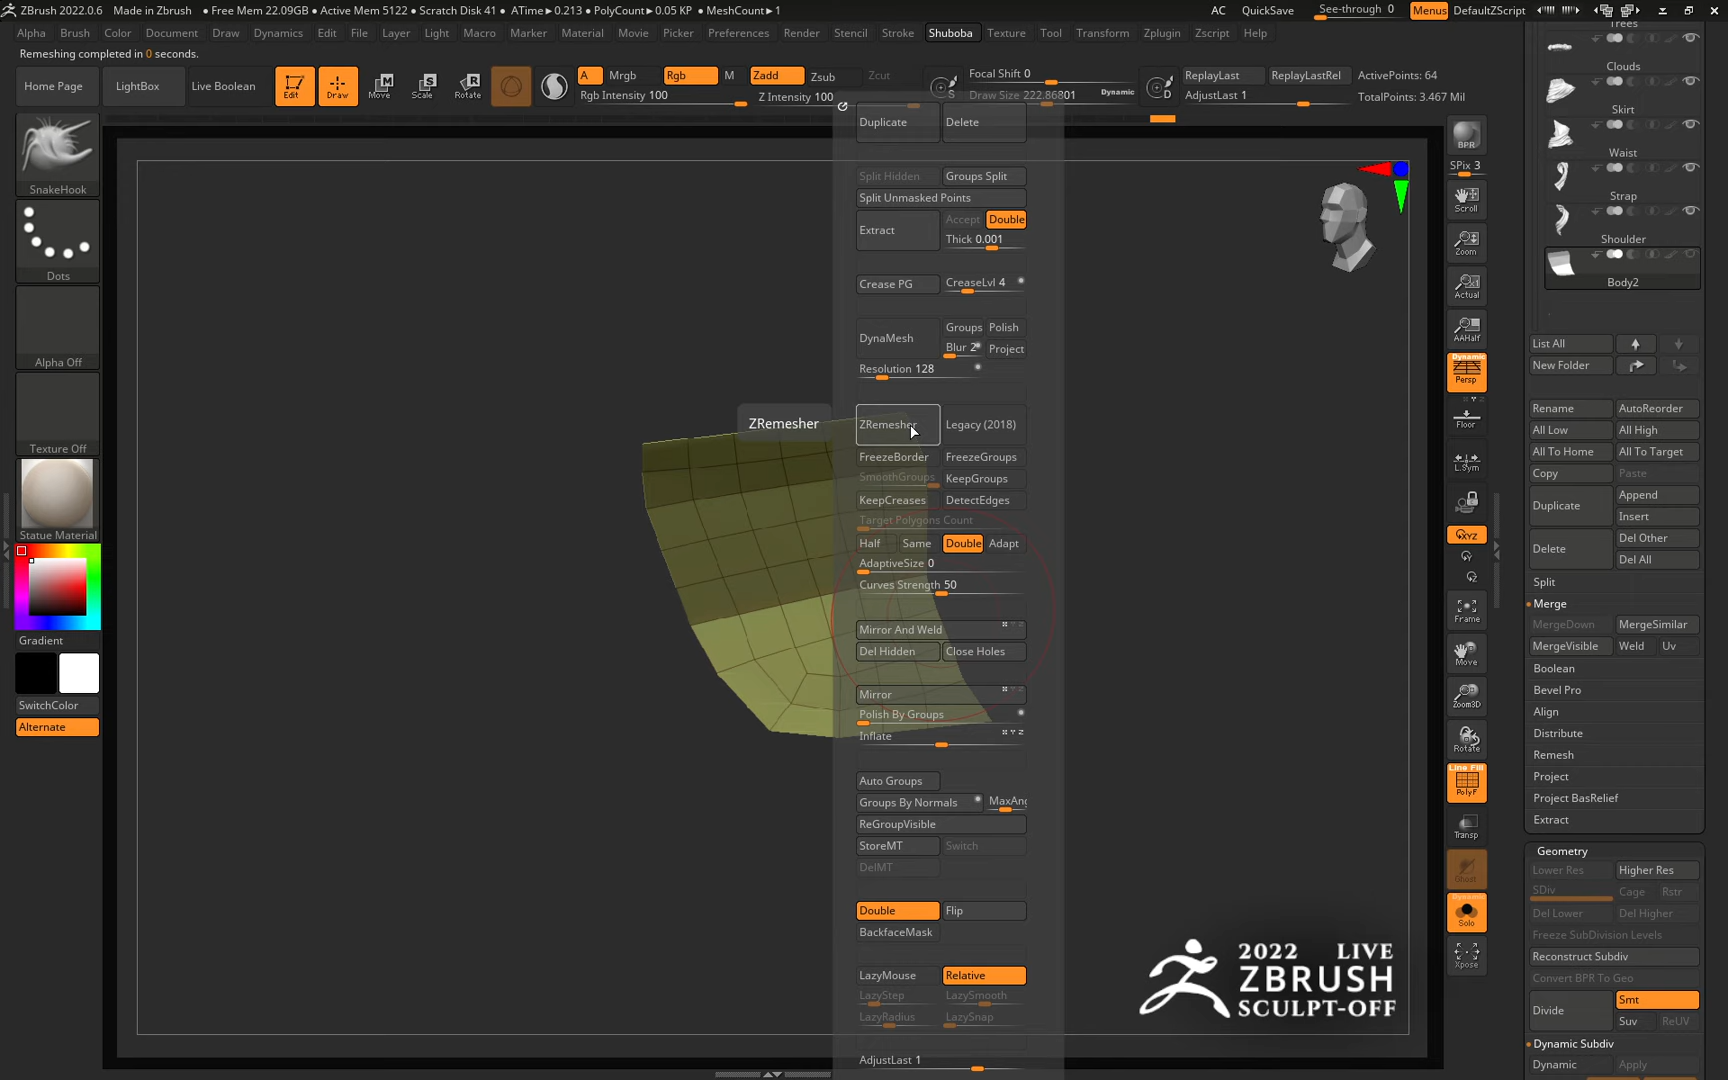 ZBrush 2022.0.6 Made in Zbrush • Free Mem 22.09GB • Active Mem 5122 • Scratch Disk 41 • ATime▸0.213 • PolyCount▸0.05 KP • MeshCount▸1 AC QuickSave See-through 0 Menus DefaultZScript
Alpha Brush Color Document Draw Dynamics Edit File Layer Light Macro Marker Material Movie Picker Preferences Render Stencil Stroke Shuboba Texture Tool Transform Zplugin Zscript Help
Remeshing completed in 0 seconds.
Home Page LightBox Live Boolean Edit Draw Move Scale Rotate
A Mrgb Rgb M Zadd Zsub Zcut
Rgb Intensity 100 Z Intensity 100
S Focal Shift 0
Draw Size 222.86801 Dynamic
D ReplayLast ReplayLastRel ActivePoints: 64
AdjustLast 1 TotalPoints: 3.467 Mil
SnakeHook
Dots
Alpha Off
Texture Off
Statue Material
Gradient
SwitchColor
Alternate
ZRemesher
Duplicate Delete
Split Hidden Groups Split
Split Unmasked Points
Extract Accept Double
Thick 0.001
Crease PG CreaseLvl 4
DynaMesh Groups Polish
Blur 2 Project
Resolution 128
ZRemesher Legacy (2018)
FreezeBorder FreezeGroups
SmoothGroups KeepGroups
KeepCreases DetectEdges
Target Polygons Count
Half Same Double Adapt
AdaptiveSize 0
Curves Strength 50
Mirror And Weld
Del Hidden Close Holes
Mirror
Polish By Groups
Inflate
Auto Groups
Groups By Normals MaxAng
ReGroupVisible
StoreMT Switch
DelMT
Double Flip
BackfaceMask
LazyMouse Relative
LazyStep LazySmooth
LazyRadius LazySnap
AdjustLast 1
2022 LIVE
ZBRUSH
SCULPT-OFF
BPR
SPix 3
Scroll
Zoom
Actual
AAHalf
Dynamic
Persp
Floor
L.Sym
XYZ
Frame
Move
Zoom3D
Rotate
Line Fill
PolyF
Transp
Ghost
Dynamic
Solo
Xpose
Trees
Clouds
Skirt
Waist
Strap
Shoulder
Body2
List All
New Folder
Rename AutoReorder
All Low All High
All To Home All To Target
Copy Paste
Duplicate Append
Insert
Delete Del Other
Del All
Split
Merge
MergeDown MergeSimilar
MergeVisible Weld Uv
Boolean
Bevel Pro
Align
Distribute
Remesh
Project
Project BasRelief
Extract
Geometry
Lower Res Higher Res
SDiv Cage Rstr
Del Lower Del Higher
Freeze SubDivision Levels
Reconstruct Subdiv
Convert BPR To Geo
Divide Smt
Suv ReUV
Dynamic Subdiv
Dynamic Apply